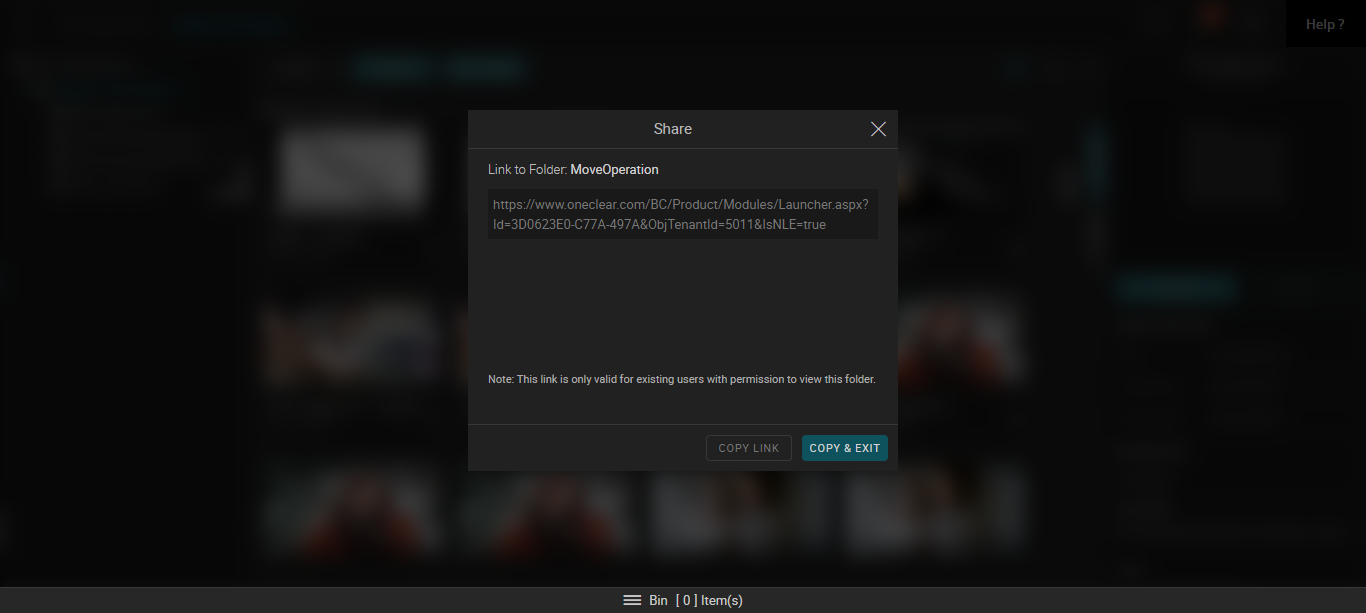 Help ?
Share
Link to Folder: MoveOperation
https://www.oneclear.com/BC/Product/Modules/Launcher.aspx?
Id=3D0623E0-C77A-497A&ObjTenantId=5011&IsNLE=true
Note: This link is only valid for existing users with permission to view this folder.
COPY LINK
COPY & EXIT
Bin [ 0 ] Item(s)